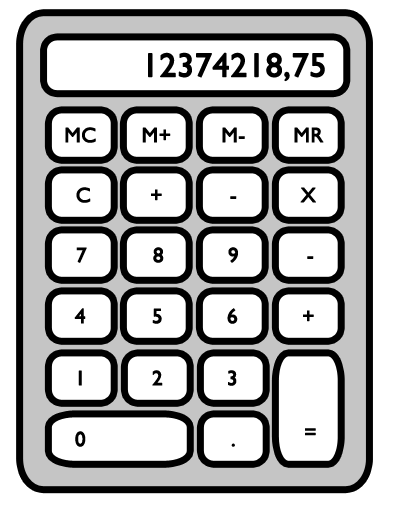 12374218,75
MC M+ M- MR
C + - X
7 8 9 -
4 5 6 +
1 2 3
0 . =